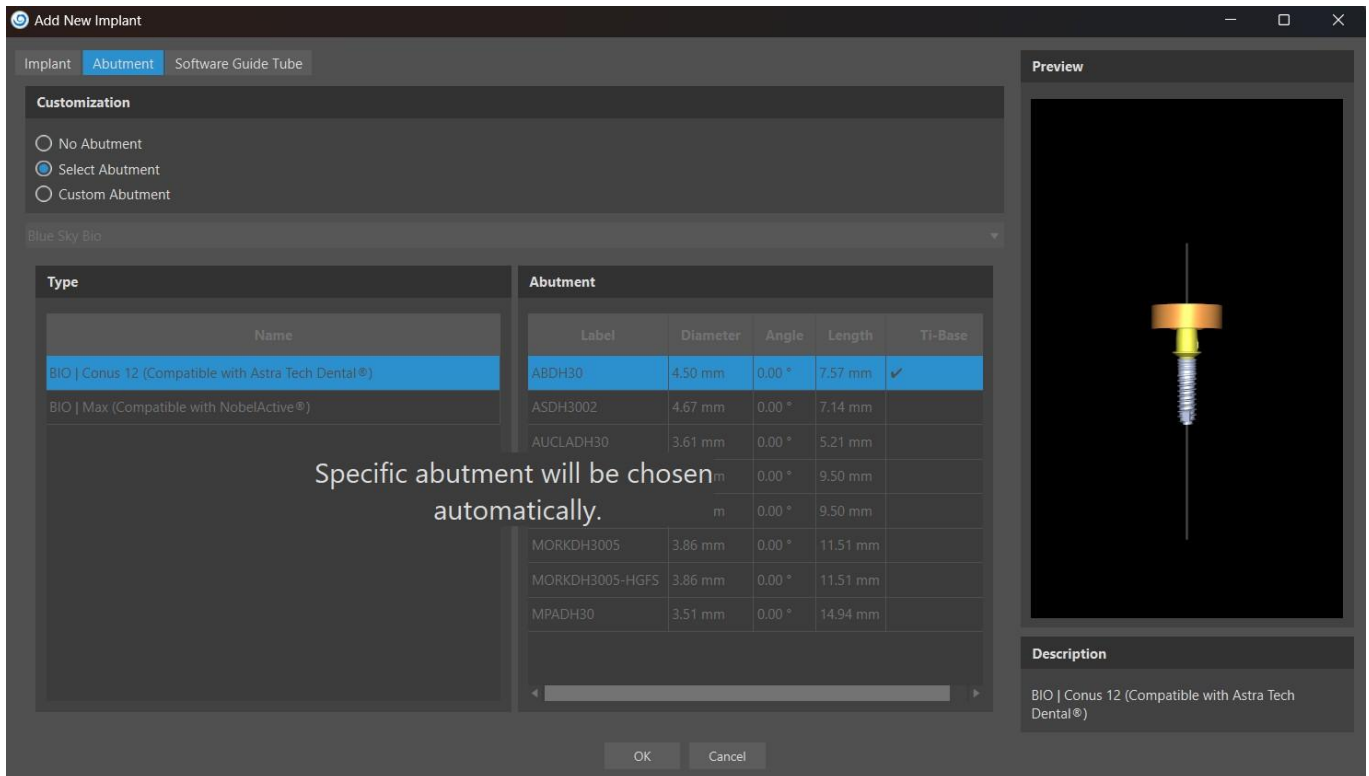 Add New Implant
Implant Abutment Software Guide Tube
Customization
No Abutment
Select Abutment
Custom Abutment
Blue Sky Bio
Type
Name
BIO | Conus 12 (Compatible with Astra Tech Dental®)
BIO | Max (Compatible with NobelActive®)
Abutment
Label Diameter Angle Length Ti-Base
ABDH30 4.50 mm 0.00 ° 7.57 mm ✔
ASDH3002 4.67 mm 0.00 ° 7.14 mm
AUCLADH30 3.61 mm 0.00 ° 5.21 mm
m 0.00 ° 9.50 mm
m 0.00 ° 9.50 mm
MORKDH3005 3.86 mm 0.00 ° 11.51 mm
MORKDH3005-HGFS 3.86 mm 0.00 ° 11.51 mm
MPADH30 3.51 mm 0.00 ° 14.94 mm
Specific abutment will be chosen
automatically.
Preview
Description
BIO | Conus 12 (Compatible with Astra Tech
Dental®)
OK Cancel